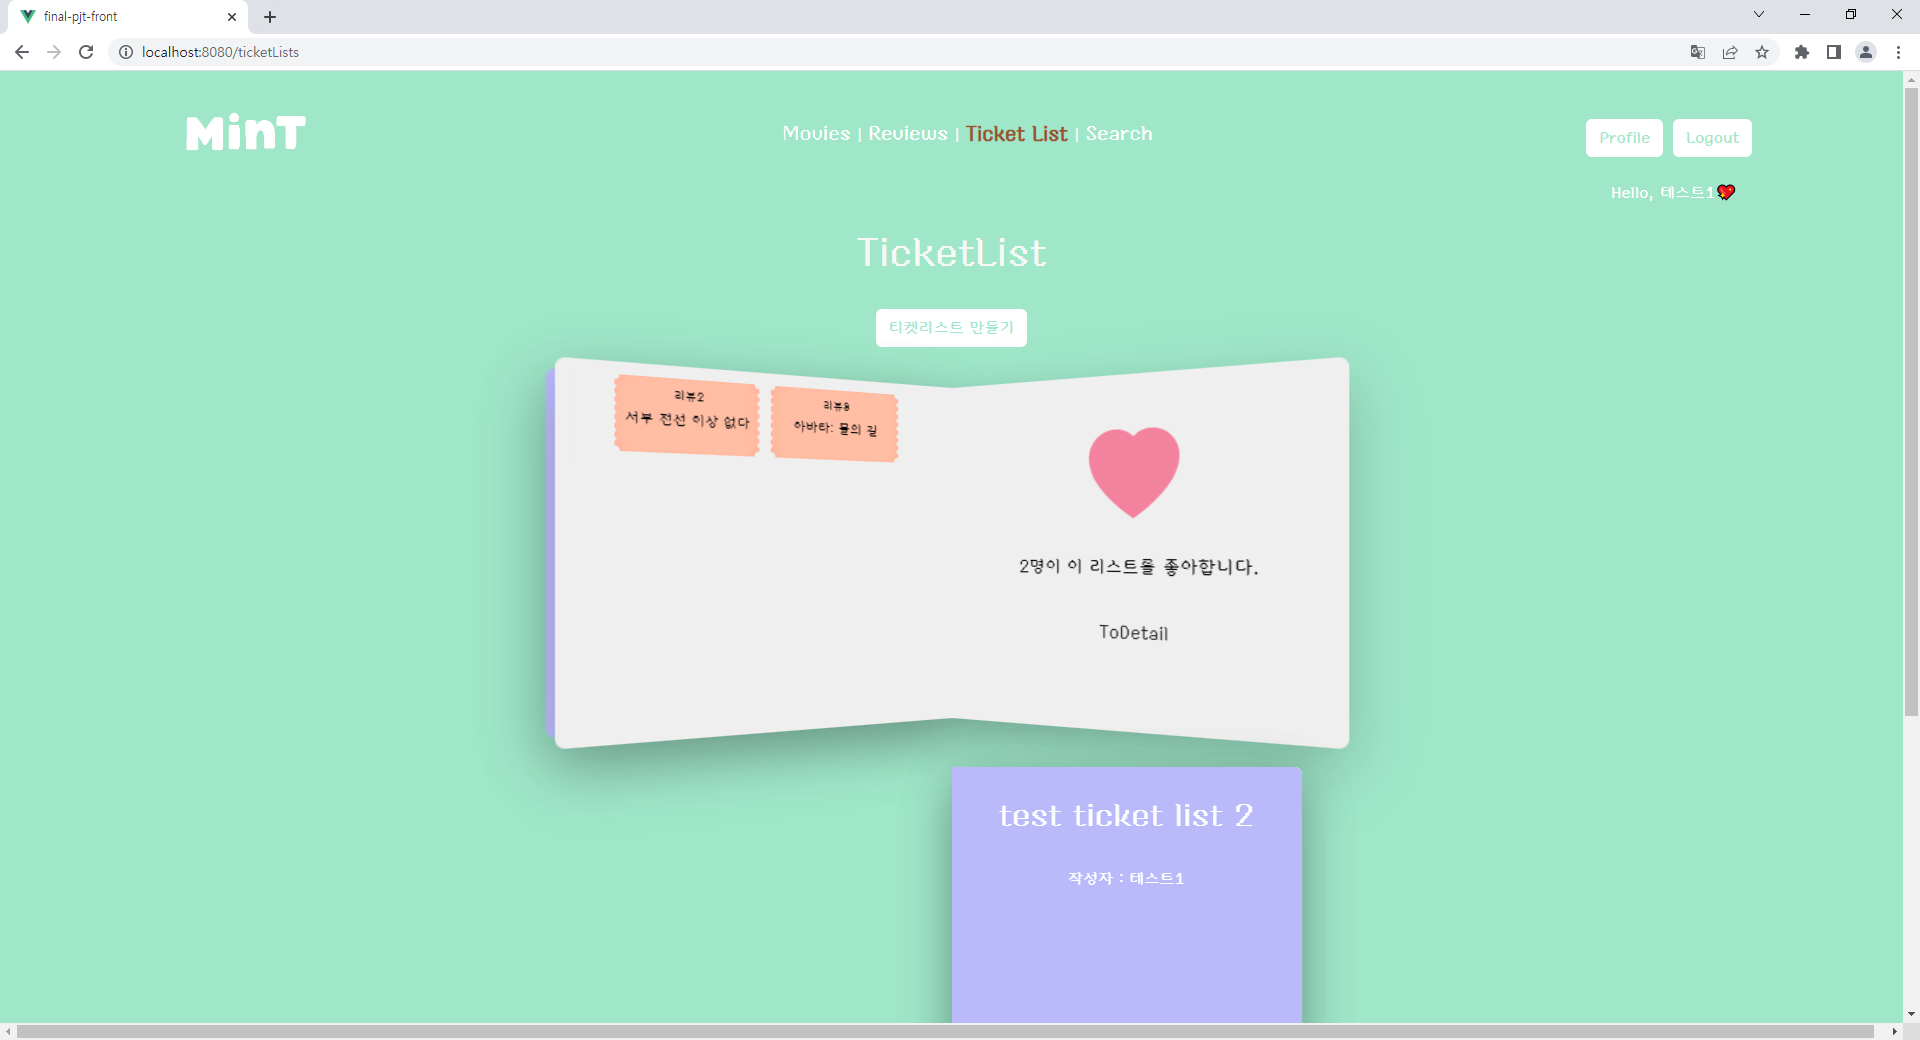 final-pjt-front
localhost:8080/ticketLists
MinT
Movies | Reviews | Ticket List | Search
Profile
Logout
Hello, 테스트1
TicketList
티켓리스트 만들기
리뷰2
서부 전선 이상 없다
리뷰8
아바타: 물의 길
2명이 이 리스트를 좋아합니다.
ToDetail
test ticket list 2
작성자 : 테스트1